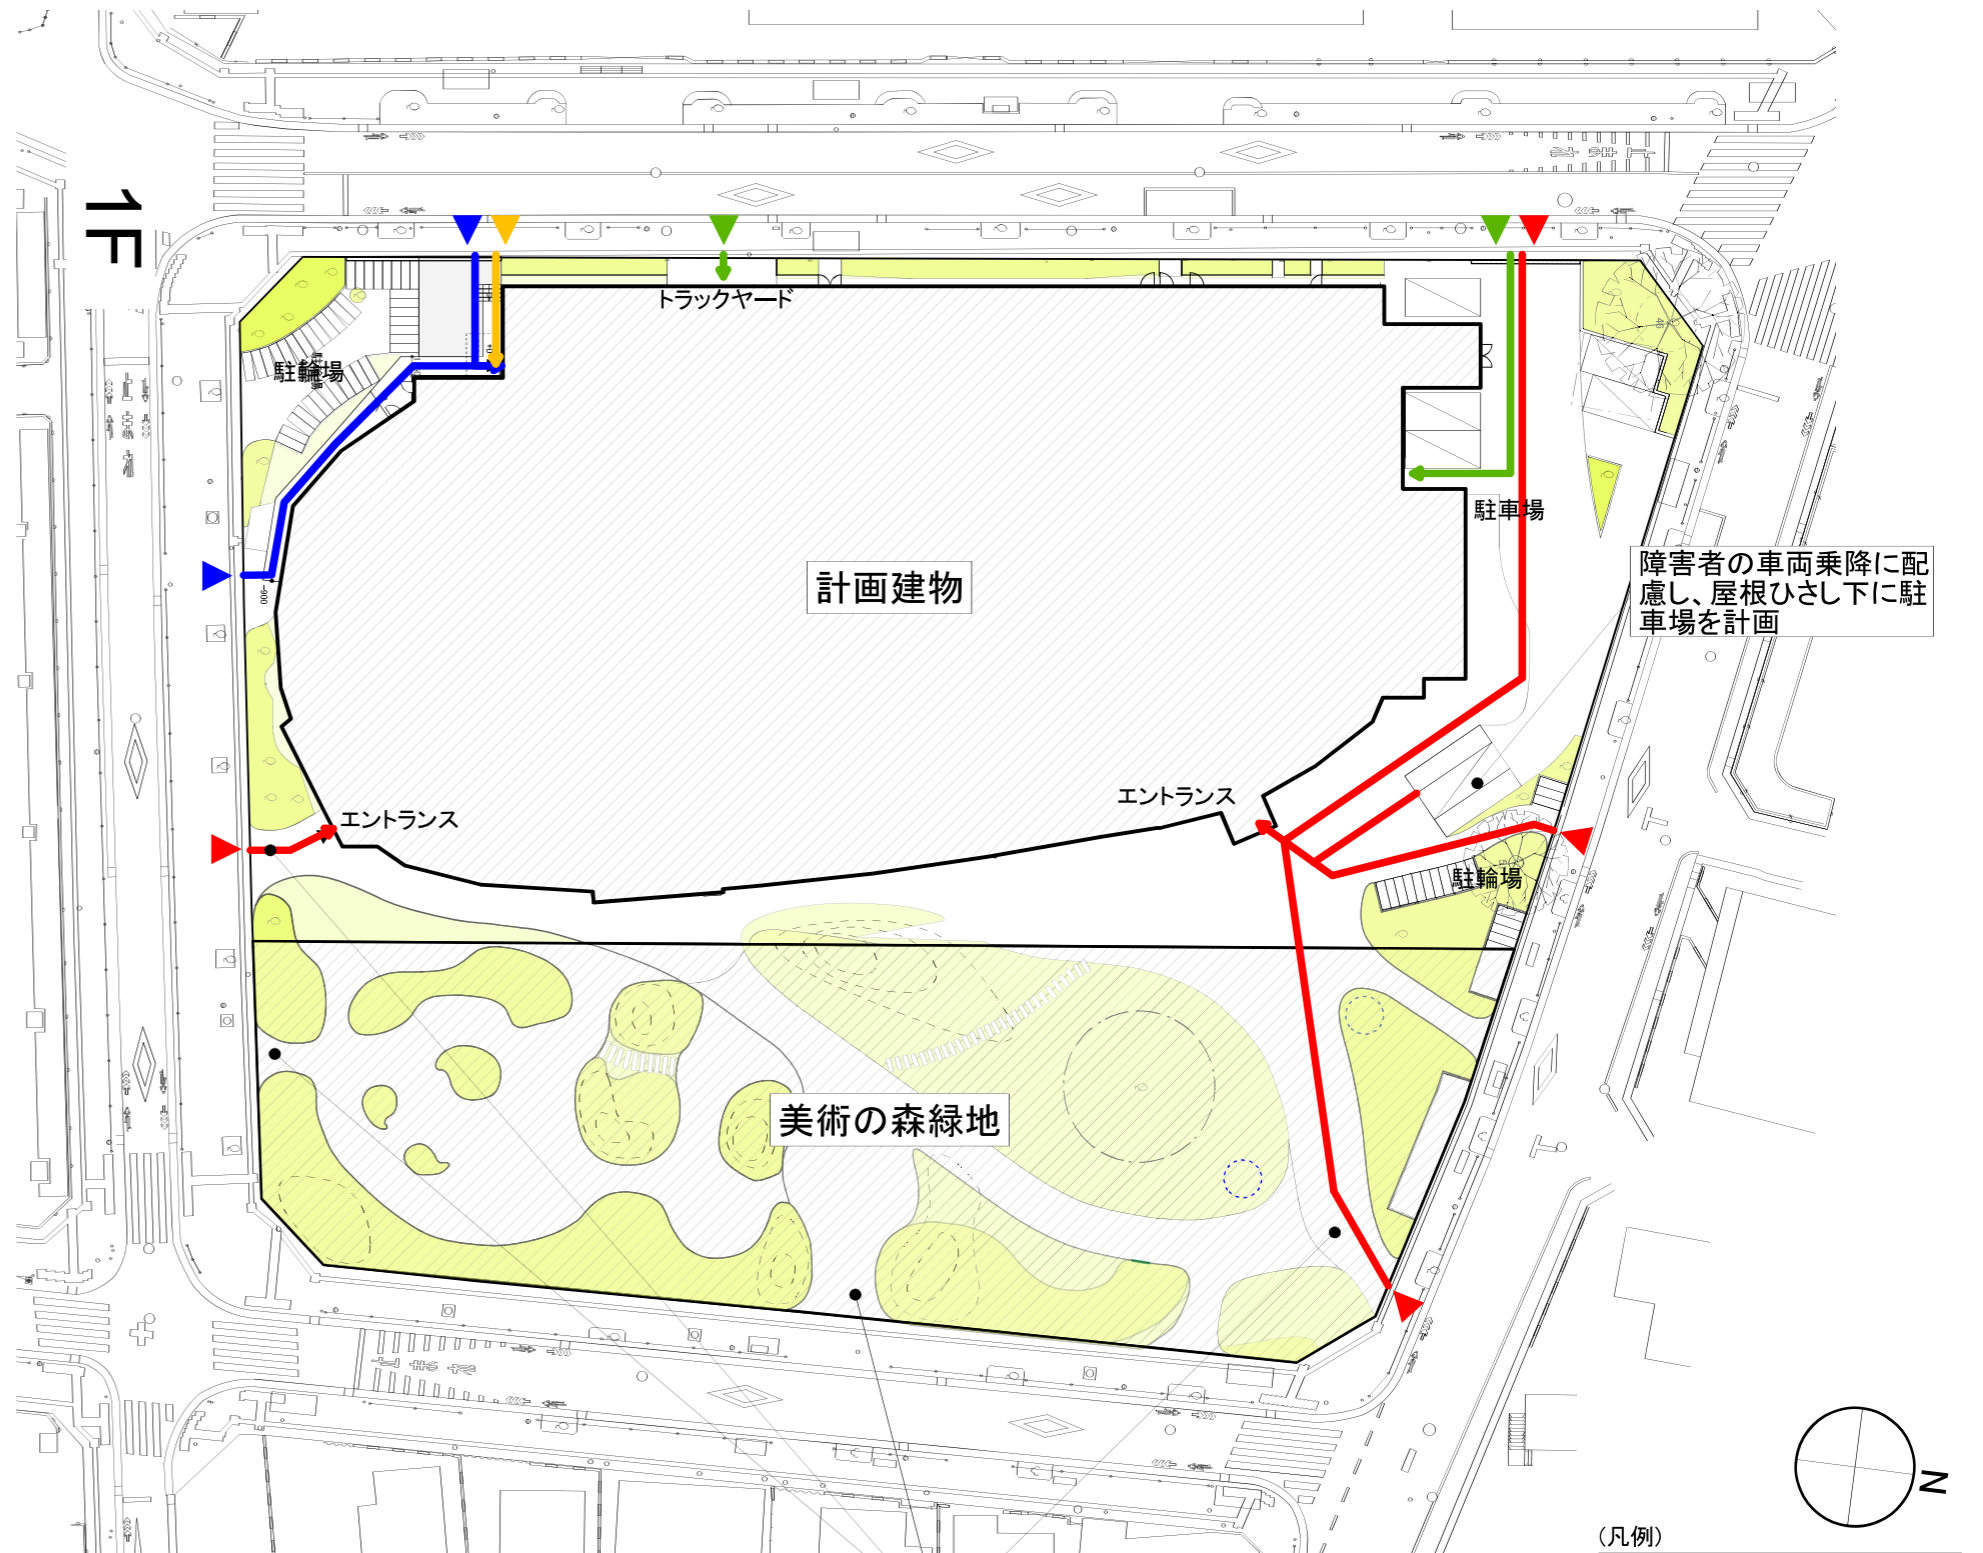 1F
トラックヤード
駐輪場
駐車場
障害者の車両乗降に配
慮し、屋根ひさし下に駐
車場を計画
計画建物
-900
エントランス
エントランス
駐輪場
美術の森緑地
N
(凡例)